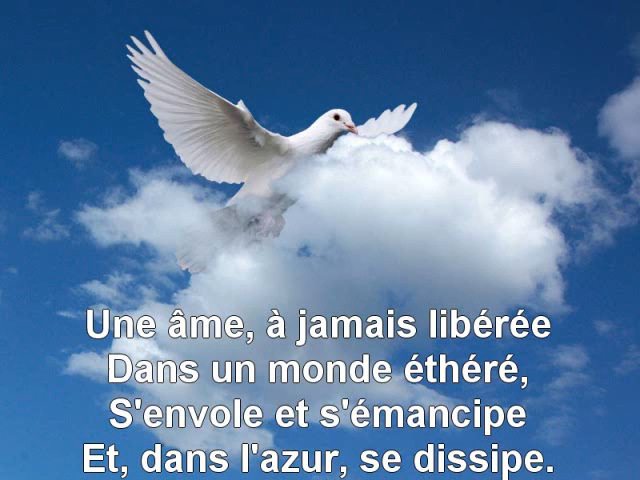 Une âme, à jamais libérée
Dans un monde éthéré,
S'envole et s'émancipe
Et, dans l'azur, se dissipe.